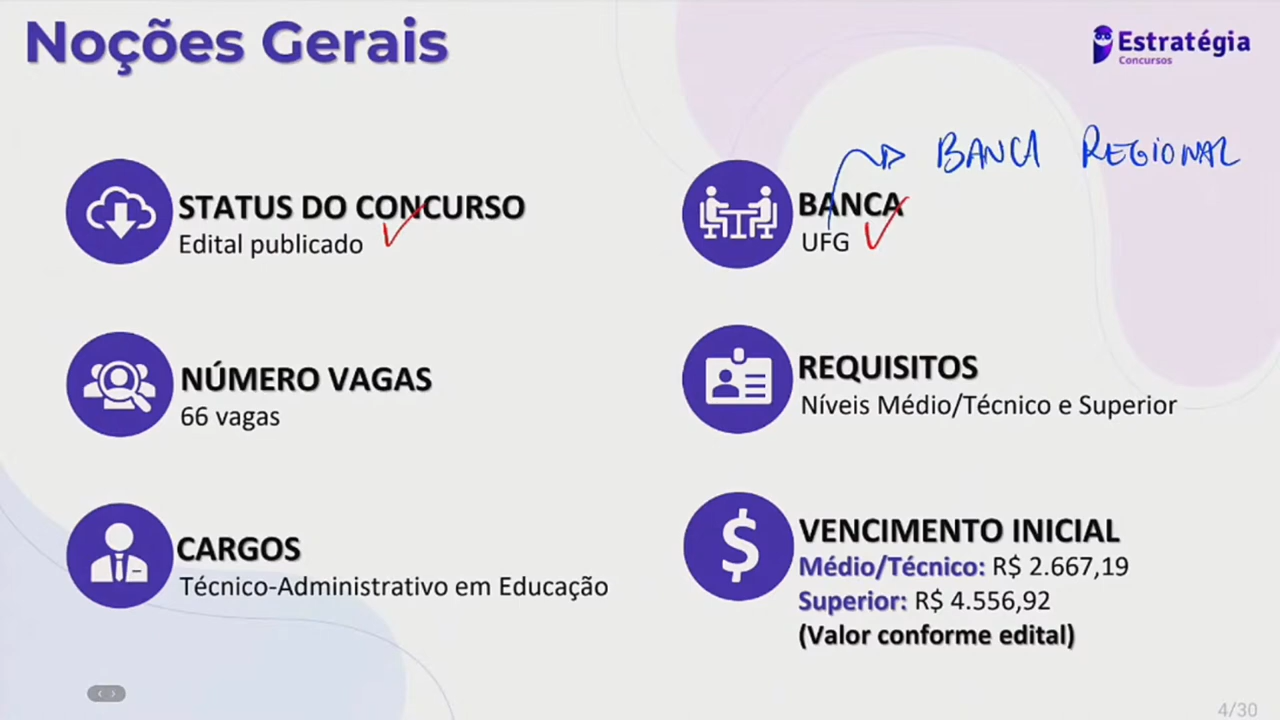 Noções Gerais
Estratégia
Concursos
BANCA REGIONAL
STATUS DO CONCURSO
Edital publicado
BANCA
UFG
NÚMERO VAGAS
66 vagas
REQUISITOS
Níveis Médio/Técnico e Superior
CARGOS
Técnico-Administrativo em Educação
VENCIMENTO INICIAL
Médio/Técnico: R$ 2.667,19
Superior: R$ 4.556,92
(Valor conforme edital)
4/30